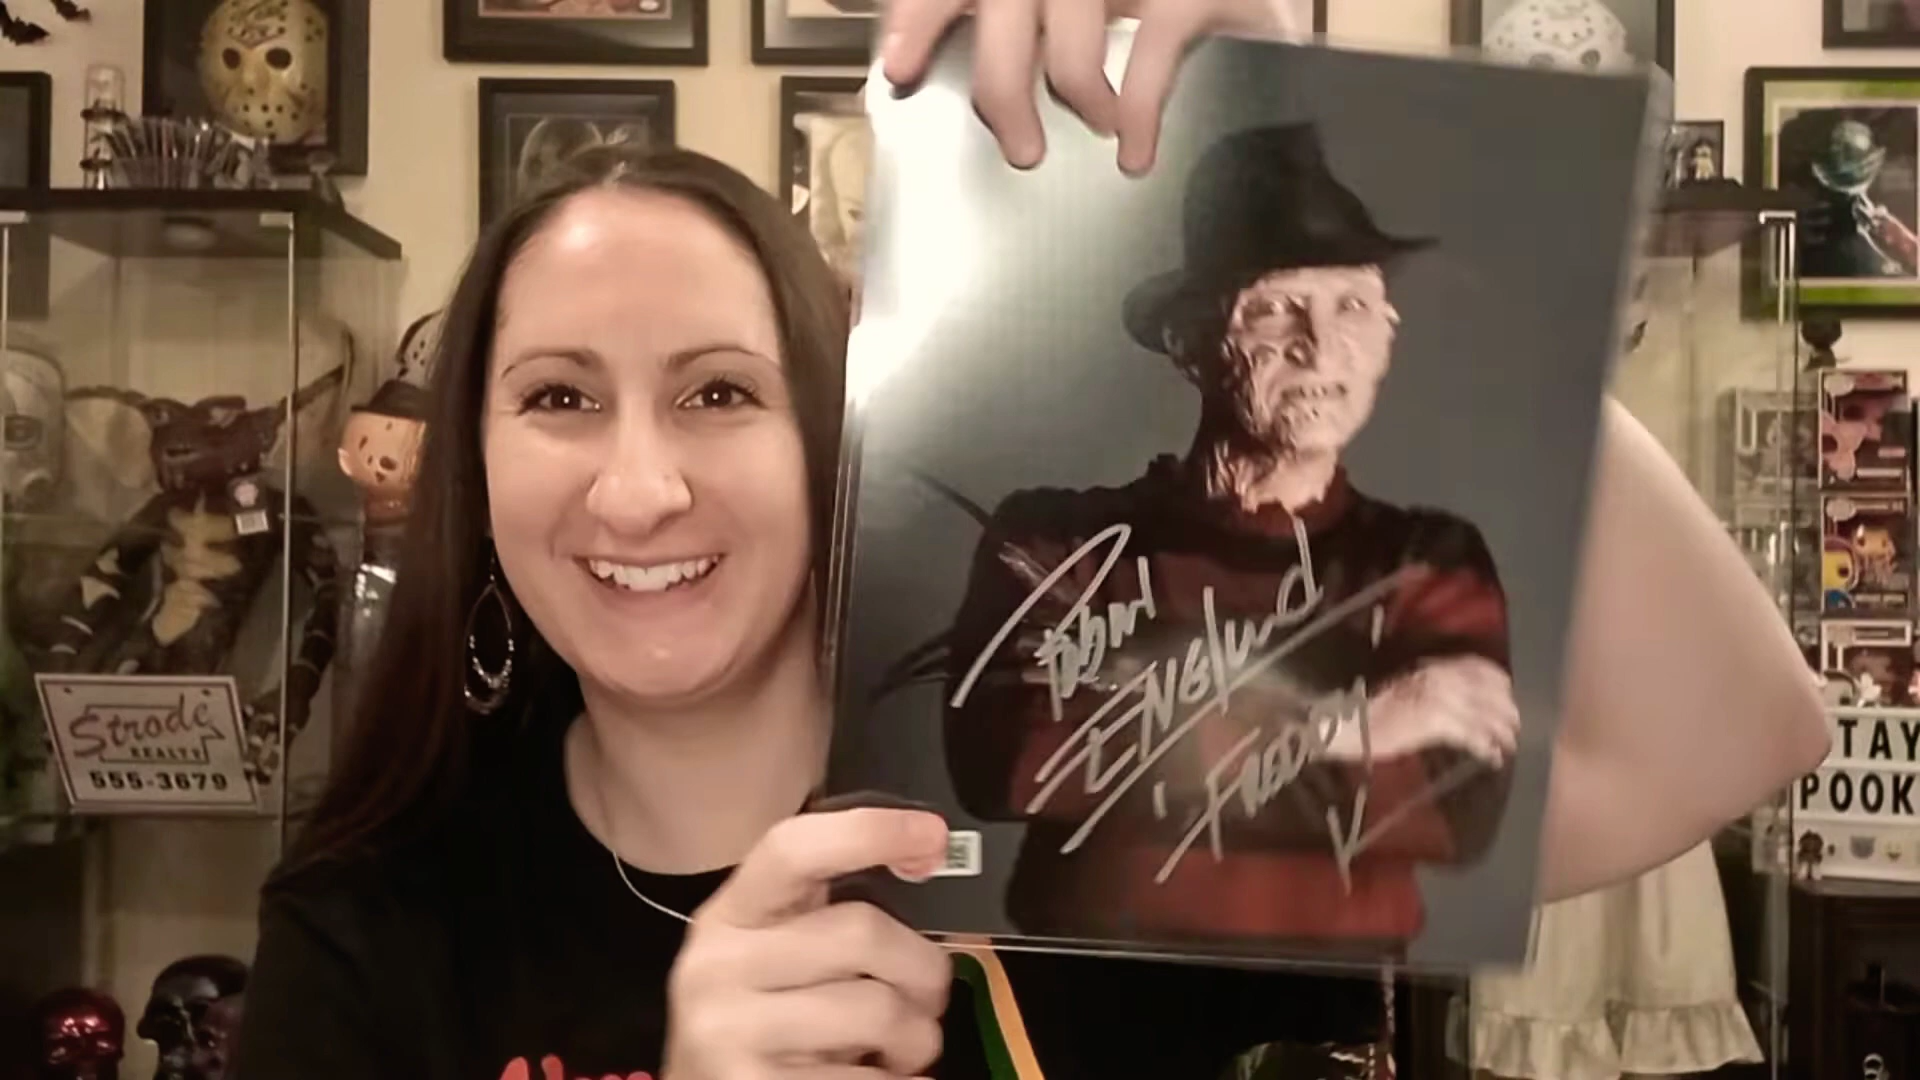 Robert
Englund
FREDDY
K
Strode
REALTY
555-3679
TAY
POOK